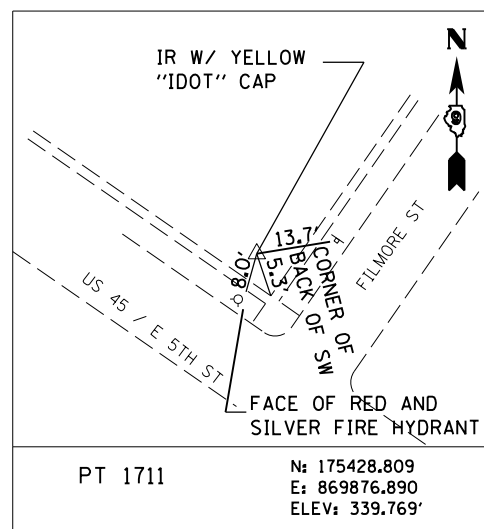 IR W/ YELLOW
"IDOT" CAP
N
13.7'
8.0'
5.3'
CORNER OF
BACK OF SW
FILMORE ST
US 45 / E 5TH ST
FACE OF RED AND
SILVER FIRE HYDRANT
PT 1711
N: 175428.809
E: 869876.890
ELEV: 339.769'